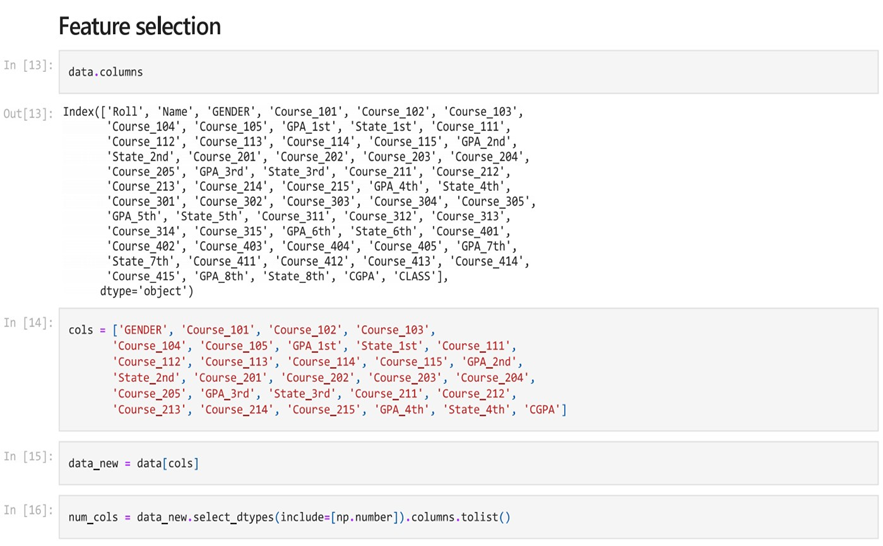 Feature selection
In [13]:
data.columns
Out[13]:
Index(['Roll', 'Name', 'GENDER', 'Course_101', 'Course_102', 'Course_103',
'Course_104', 'Course_105', 'GPA_1st', 'State_1st', 'Course_111',
'Course_112', 'Course_113', 'Course_114', 'Course_115', 'GPA_2nd',
'State_2nd', 'Course_201', 'Course_202', 'Course_203', 'Course_204',
'Course_205', 'GPA_3rd', 'State_3rd', 'Course_211', 'Course_212',
'Course_213', 'Course_214', 'Course_215', 'GPA_4th', 'State_4th',
'Course_301', 'Course_302', 'Course_303', 'Course_304', 'Course_305',
'GPA_5th', 'State_5th', 'Course_311', 'Course_312', 'Course_313',
'Course_314', 'Course_315', 'GPA_6th', 'State_6th', 'Course_401',
'Course_402', 'Course_403', 'Course_404', 'Course_405', 'GPA_7th',
'State_7th', 'Course_411', 'Course_412', 'Course_413', 'Course_414',
'Course_415', 'GPA_8th', 'State_8th', 'CGPA', 'CLASS'],
dtype='object')
In [14]:
cols = ['GENDER', 'Course_101', 'Course_102', 'Course_103',
'Course_104', 'Course_105', 'GPA_1st', 'State_1st', 'Course_111',
'Course_112', 'Course_113', 'Course_114', 'Course_115', 'GPA_2nd',
'State_2nd', 'Course_201', 'Course_202', 'Course_203', 'Course_204',
'Course_205', 'GPA_3rd', 'State_3rd', 'Course_211', 'Course_212',
'Course_213', 'Course_214', 'Course_215', 'GPA_4th', 'State_4th', 'CGPA']
In [15]:
data_new = data[cols]
In [16]:
num_cols = data_new.select_dtypes(include=[np.number]).columns.tolist()